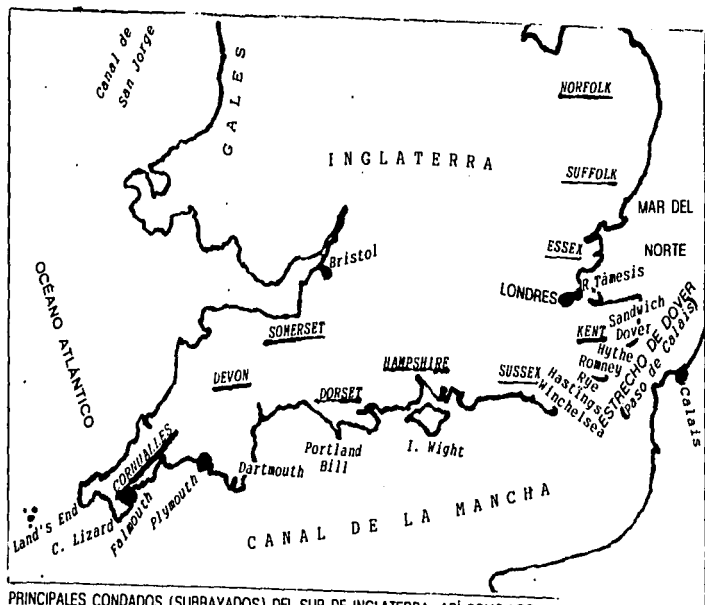 Canal de
San Jorge
GALES
INGLATERRA
NORFOLK
SUFFOLK
MAR DEL
NORTE
ESSEX
R.Tàmesis
LONDRES
Bristol
OCÉANO ATLÁNTICO
SOMERSET
DEVON
DORSET
HAMPSHIRE
SUSSEX
KENT
Sandwich
Dover
Hythe
Romney
Rye
Hastings
Winchelsea
ESTRECHO DE DOVER
(Paso de Calais)
Calais
CORNUALLES
Land's End
C. Lizard
Falmouth
Plymouth
Dartmouth
Portland
Bill
I. Wight
CANAL DE LA MANCHA
PRINCIPALES CONDADOS (SUBRAYADOS) DEL SUR DE INGLATERRA, ASÍ COMO